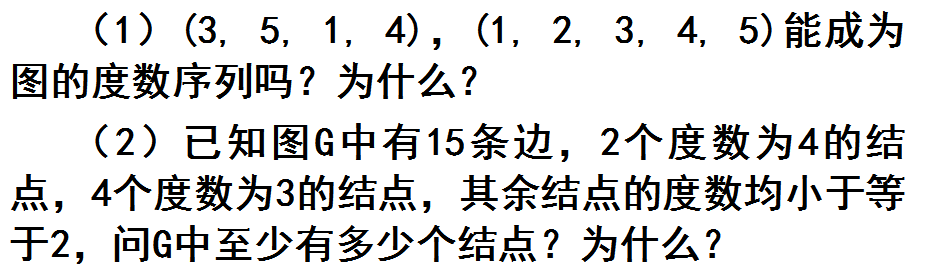 （1）(3, 5, 1, 4)，(1, 2, 3, 4, 5)能成为
图的度数序列吗？为什么？
（2）已知图G中有15条边，2个度数为4的结
点，4个度数为3的结点，其余结点的度数均小于等
于2，问G中至少有多少个结点？为什么？